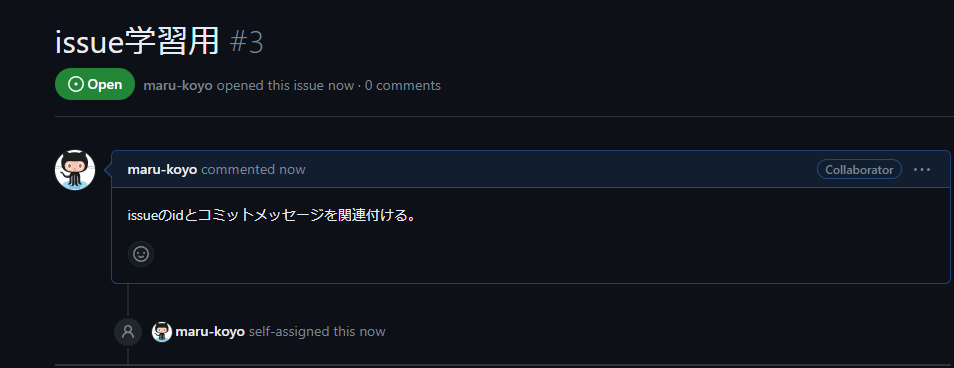 issue学習用 #3
Open maru-koyo opened this issue now · 0 comments
maru-koyo commented now Collaborator
issueのidとコミットメッセージを関連付ける。
maru-koyo self-assigned this now